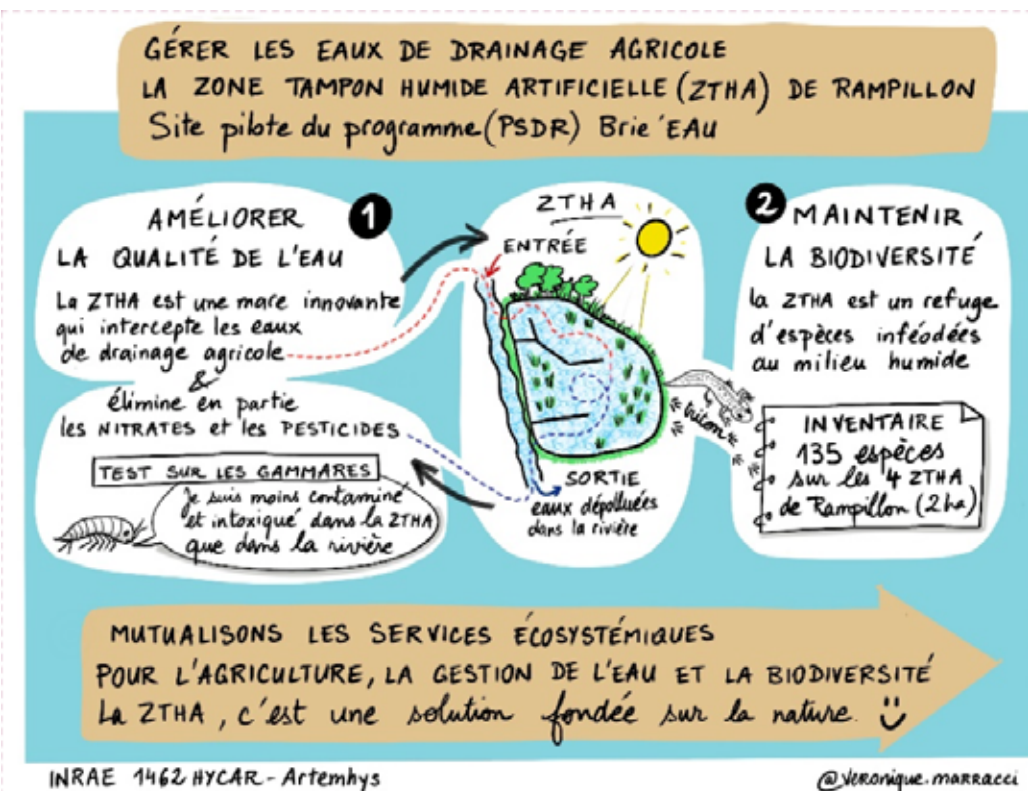 GÉRER LES EAUX DE DRAINAGE AGRICOLE
LA ZONE TAMPON HUMIDE ARTIFICIELLE (ZTHA) DE RAMPILLON
Site pilote du programme (PSDR) Brie'EAU
1
AMÉLIORER
LA QUALITÉ DE L'EAU
La ZTHA est une mare innovante
qui intercepte les eaux
de drainage agricole
&
élimine en partie
les NITRATES et les PESTICIDES
TEST SUR LES GAMMARES
Je suis moins contaminé
et intoxiqué dans la ZTHA
que dans la rivière
ZTHA
ENTRÉE
SORTIE
eaux dépolluées
dans la rivière
2
MAINTENIR
LA BIODIVERSITÉ
la ZTHA est un refuge
d'espèces inféodées
au milieu humide
triton
INVENTAIRE
135 espèces
sur les 4 ZTHA
de Rampillon (2ha)
MUTUALISONS LES SERVICES ÉCOSYSTÉMIQUES
POUR L'AGRICULTURE, LA GESTION DE L'EAU ET LA BIODIVERSITÉ
La ZTHA, c'est une solution fondée sur la nature
INRAE 1462 HYCAR - Artemhys
@veronique.marracci